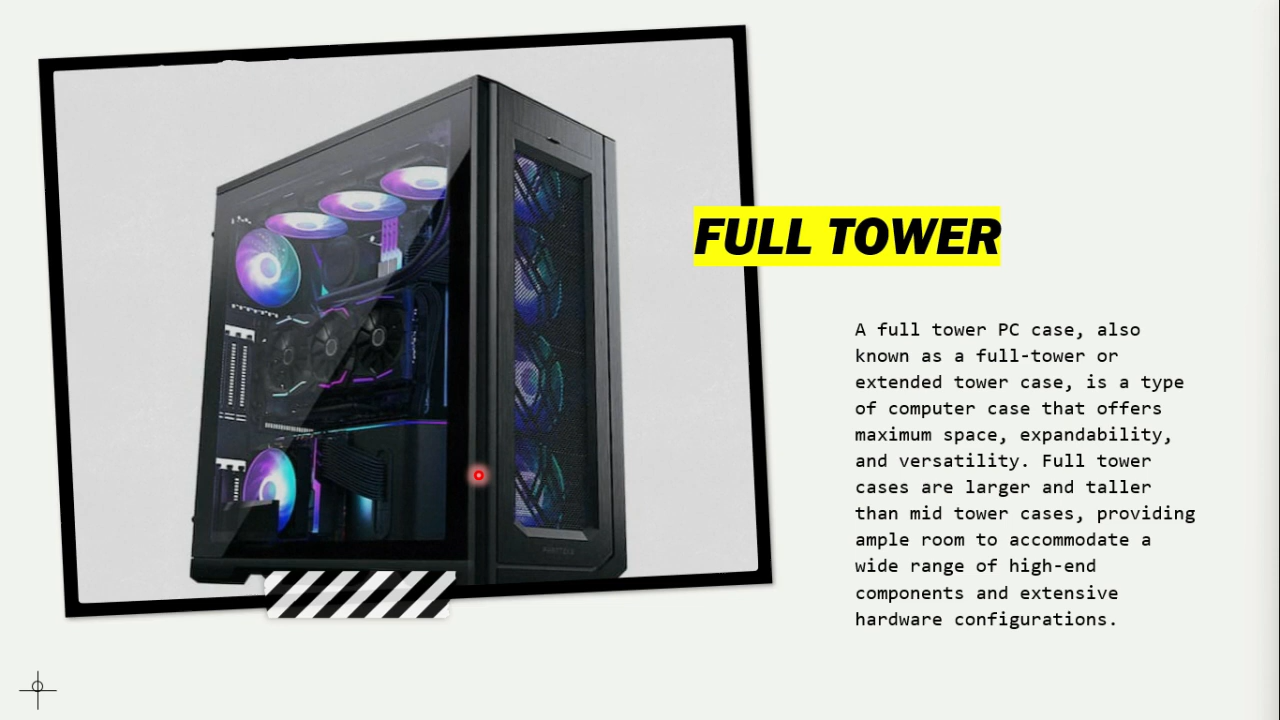 FULL TOWER
A full tower PC case, also
known as a full-tower or
extended tower case, is a type
of computer case that offers
maximum space, expandability,
and versatility. Full tower
cases are larger and taller
than mid tower cases, providing
ample room to accommodate a
wide range of high-end
components and extensive
hardware configurations.